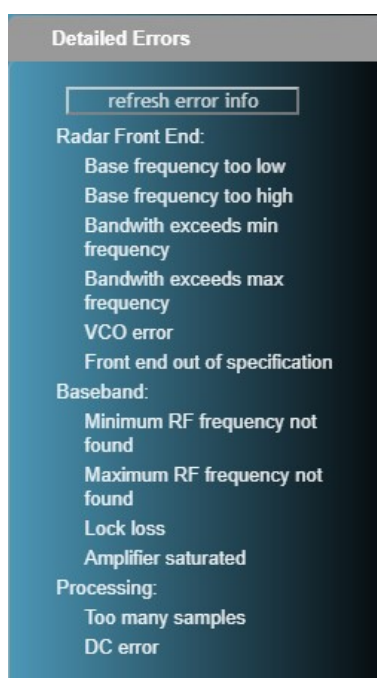 Detailed Errors
refresh error info
Radar Front End:
Base frequency too low
Base frequency too high
Bandwith exceeds min
frequency
Bandwith exceeds max
frequency
VCO error
Front end out of specification
Baseband:
Minimum RF frequency not
found
Maximum RF frequency not
found
Lock loss
Amplifier saturated
Processing:
Too many samples
DC error